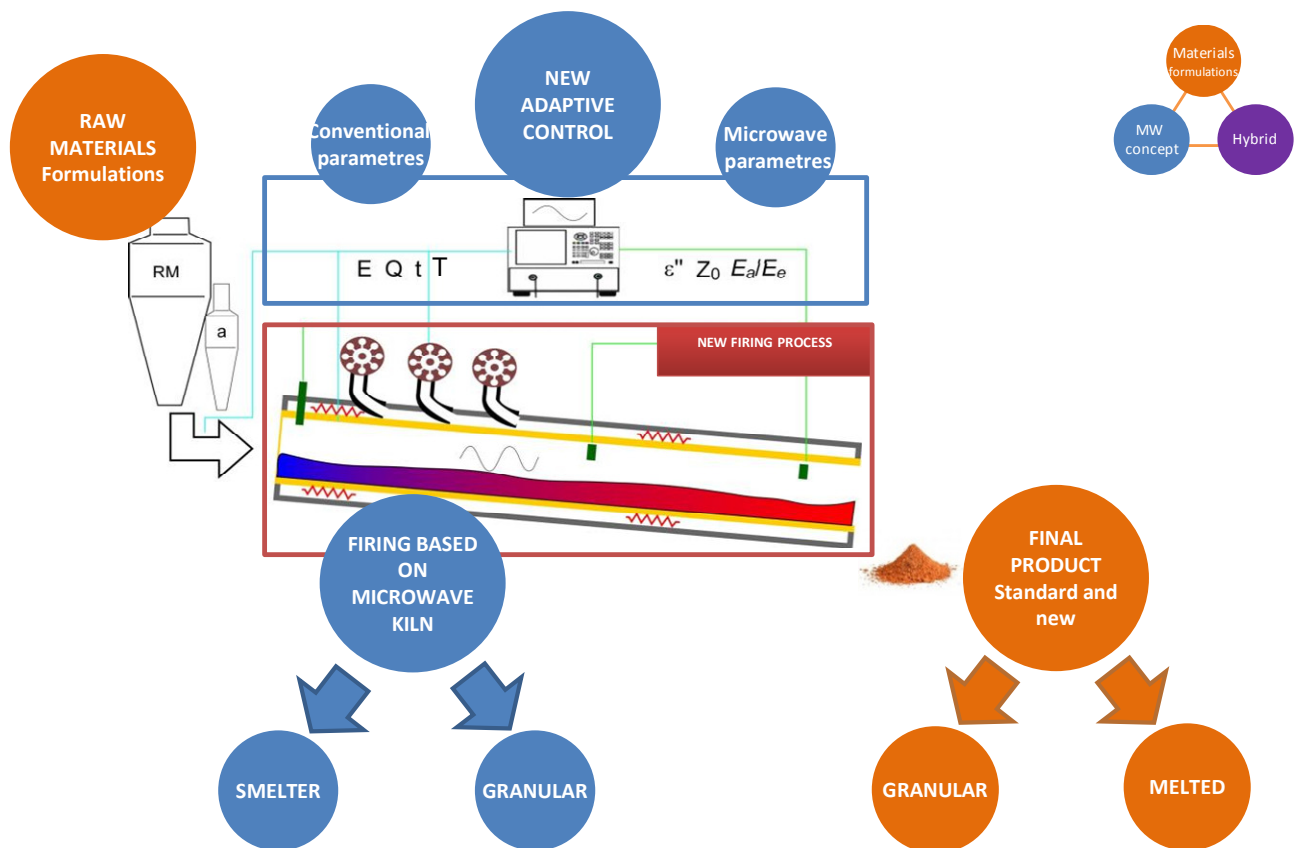 NEW
ADAPTIVE
CONTROL
RAW
MATERIALS
Formulations
Conventional
parametres
Microwave
parametres
Materials
formulations
MW
concept
Hybrid
RM
a
E Q t T
ε" Z₀ Eₐ/Eₑ
NEW FIRING PROCESS
FIRING BASED
ON
MICROWAVE
KILN
FINAL
PRODUCT
Standard and
new
SMELTER
GRANULAR
GRANULAR
MELTED